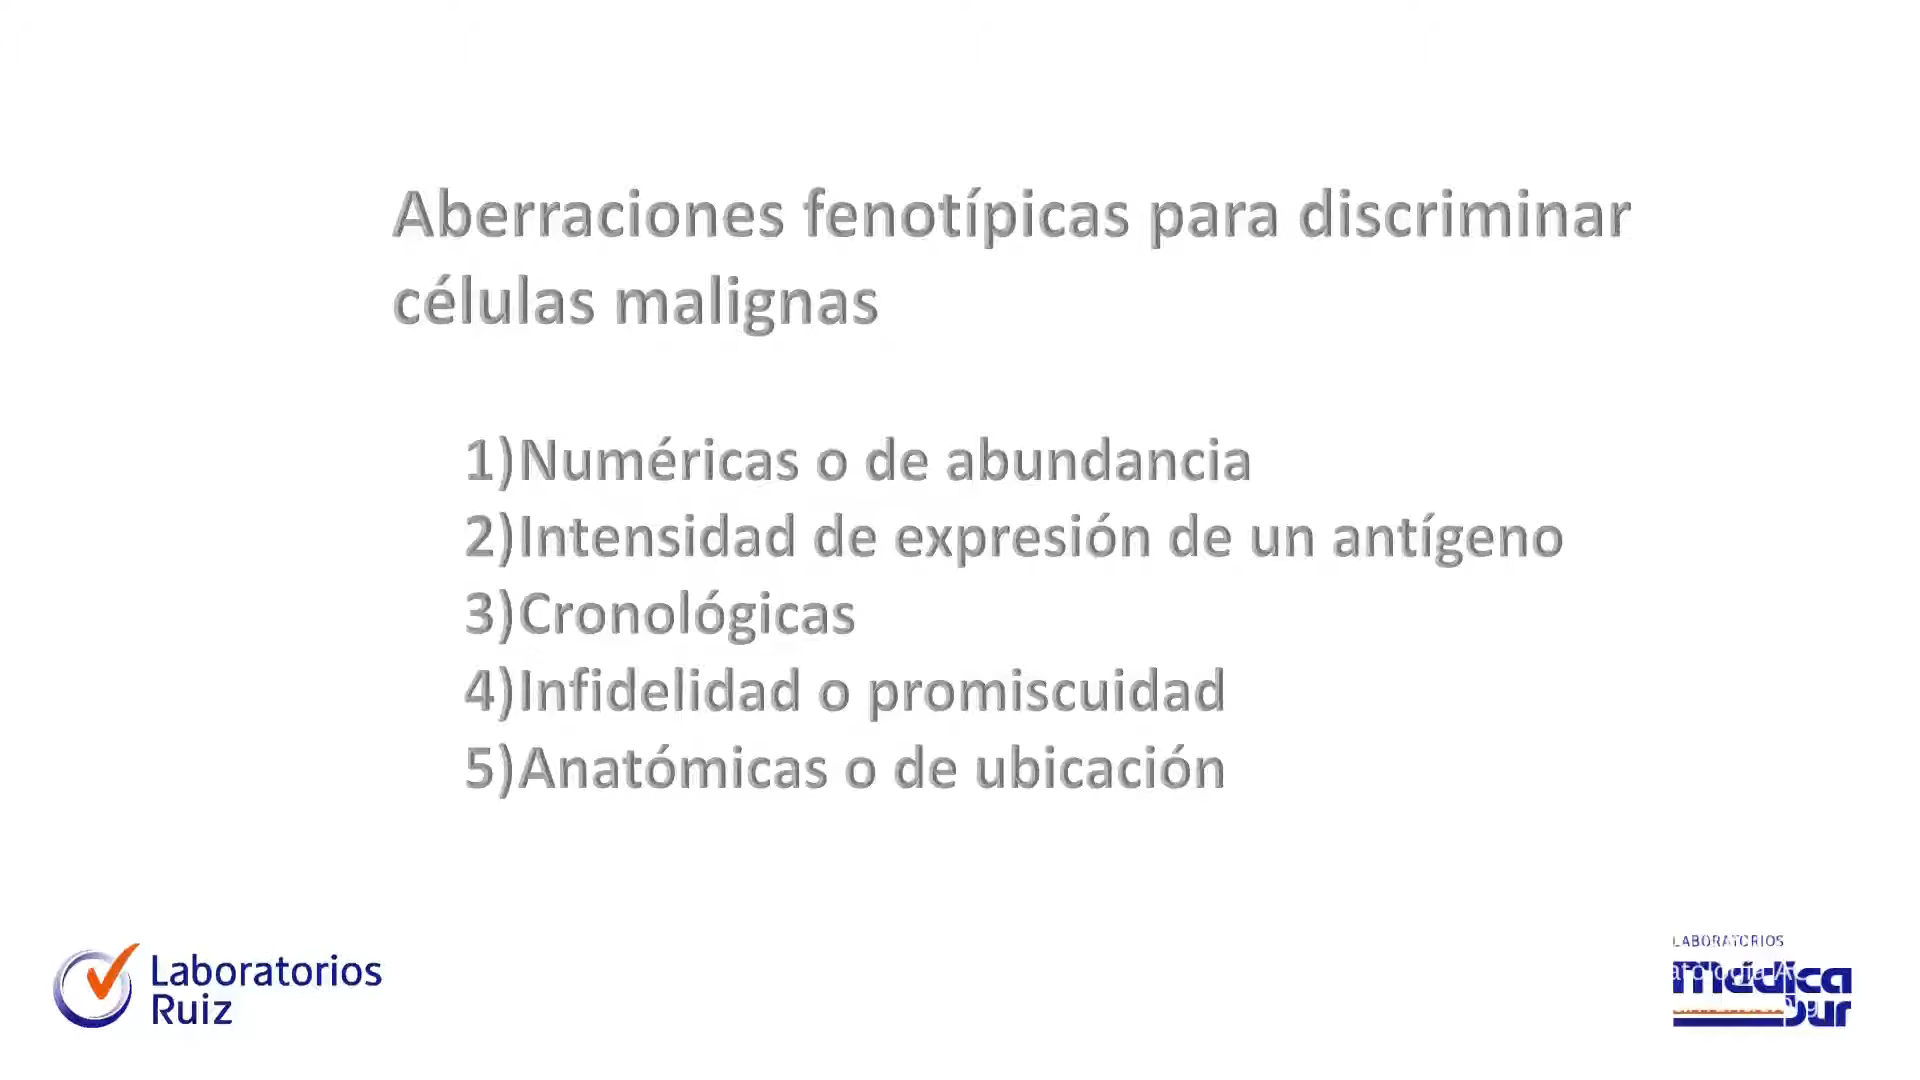 Aberraciones fenotípicas para discriminar
células malignas
1)Numéricas o de abundancia
2)Intensidad de expresión de un antígeno
3)Cronológicas
4)Infidelidad o promiscuidad
5)Anatómicas o de ubicación
Laboratorios
Ruiz
LABORATORIOS
médica
sur